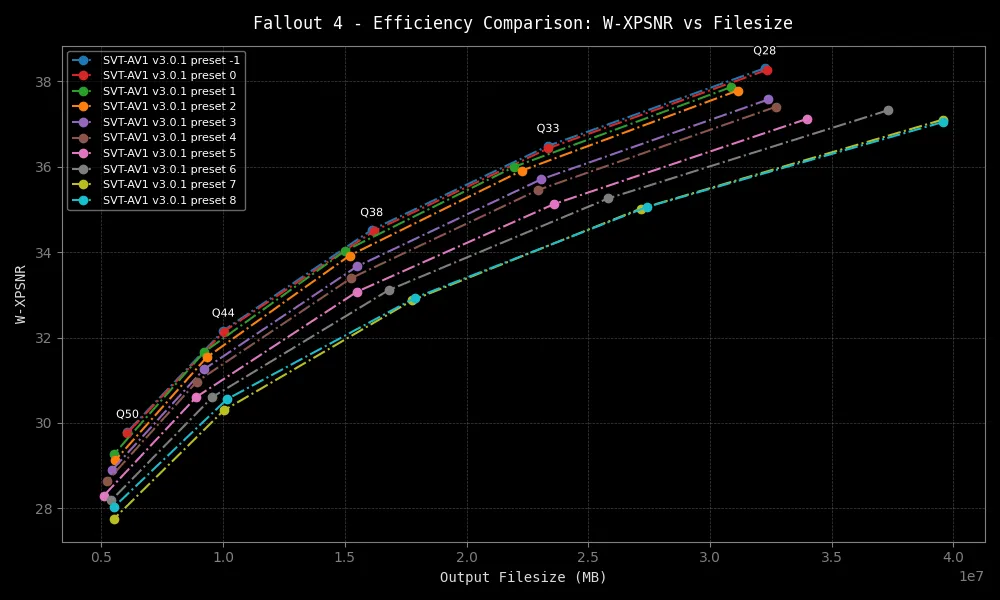 Fallout 4 - Efficiency Comparison: W-XPSNR vs Filesize
SVT-AV1 v3.0.1 preset -1
SVT-AV1 v3.0.1 preset 0
SVT-AV1 v3.0.1 preset 1
SVT-AV1 v3.0.1 preset 2
SVT-AV1 v3.0.1 preset 3
SVT-AV1 v3.0.1 preset 4
SVT-AV1 v3.0.1 preset 5
SVT-AV1 v3.0.1 preset 6
SVT-AV1 v3.0.1 preset 7
SVT-AV1 v3.0.1 preset 8
Q28
Q33
Q38
Q44
Q50
W-XPSNR
38
36
34
32
30
28
0.5 1.0 1.5 2.0 2.5 3.0 3.5 4.0
1e7
Output Filesize (MB)